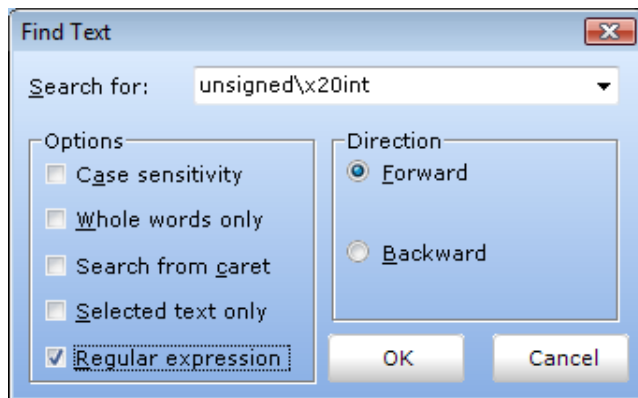 Find Text
Search for: unsigned\x20int
Options
Case sensitivity
Whole words only
Search from caret
Selected text only
Regular expression
Direction
Forward
Backward
OK Cancel